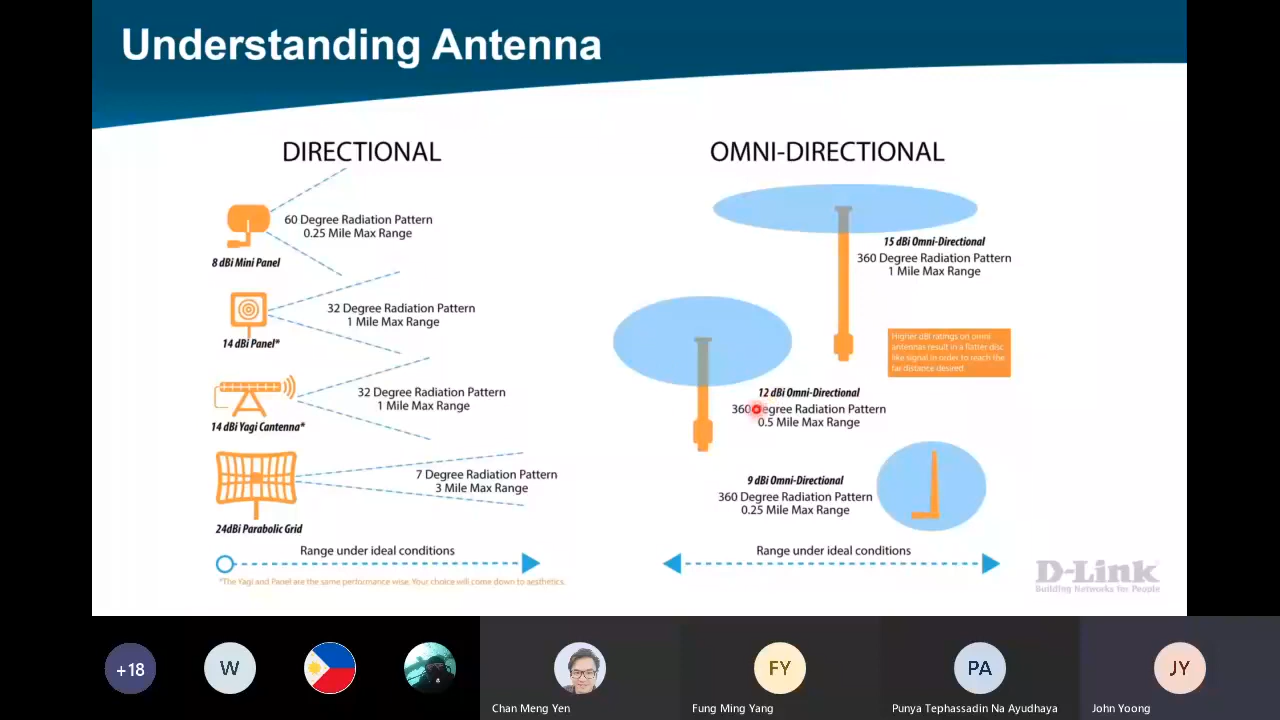 Understanding Antenna
DIRECTIONAL
60 Degree Radiation Pattern
0.25 Mile Max Range
8 dBi Mini Panel
32 Degree Radiation Pattern
1 Mile Max Range
14 dBi Panel*
32 Degree Radiation Pattern
1 Mile Max Range
14 dBi Yagi Cantenna*
7 Degree Radiation Pattern
3 Mile Max Range
24dBi Parabolic Grid
Range under ideal conditions
*The Yagi and Panel are the same performance wise. Your choice will come down to aesthetics.
OMNI-DIRECTIONAL
15 dBi Omni-Directional
360 Degree Radiation Pattern
1 Mile Max Range
Higher dBi ratings on omni
antennas result in a flatter disc
like signal in order to reach the
far distance desired
12 dBi Omni-Directional
360 Degree Radiation Pattern
0.5 Mile Max Range
9 dBi Omni-Directional
360 Degree Radiation Pattern
0.25 Mile Max Range
Range under ideal conditions
D-Link
Building Networks for People
+18
W
FY
PA
JY
Chan Meng Yen
Fung Ming Yang
Punya Tephassadin Na Ayudhaya
John Yoong